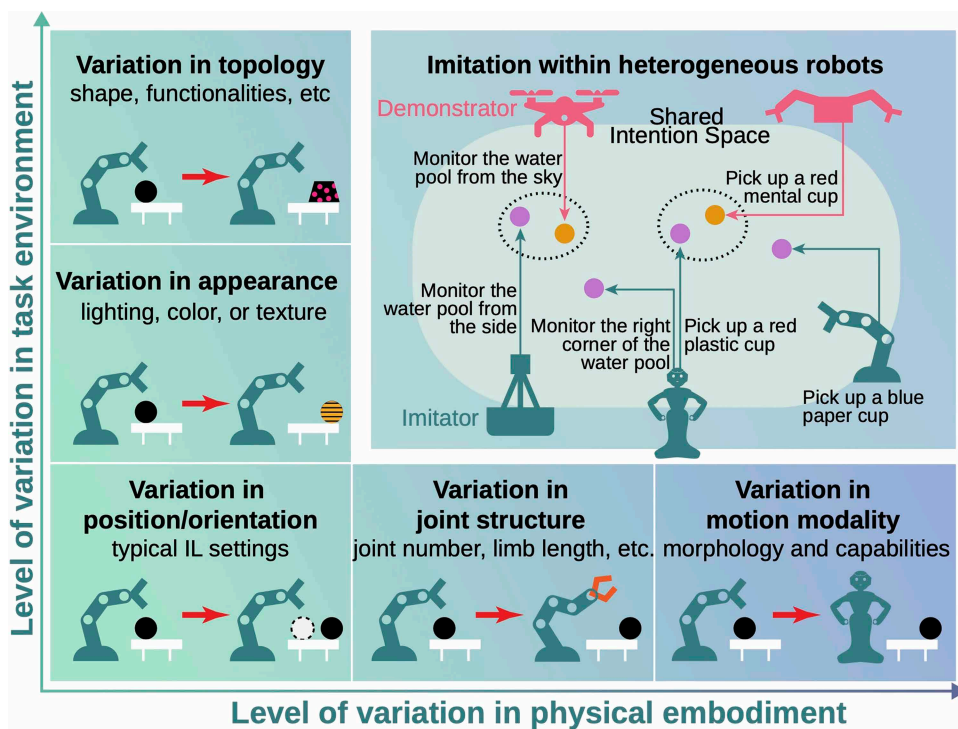 Level of variation in task environment
Variation in topology
shape, functionalities, etc
Variation in appearance
lighting, color, or texture
Imitation within heterogeneous robots
Demonstrator
Shared
Intention Space
Monitor the water
pool from the sky
Pick up a red
mental cup
Monitor the
water pool from
the side
Monitor the right
corner of the
water pool
Pick up a red
plastic cup
Imitator
Pick up a blue
paper cup
Variation in
position/orientation
typical IL settings
Variation in
joint structure
joint number, limb length, etc.
Variation in
motion modality
morphology and capabilities
Level of variation in physical embodiment